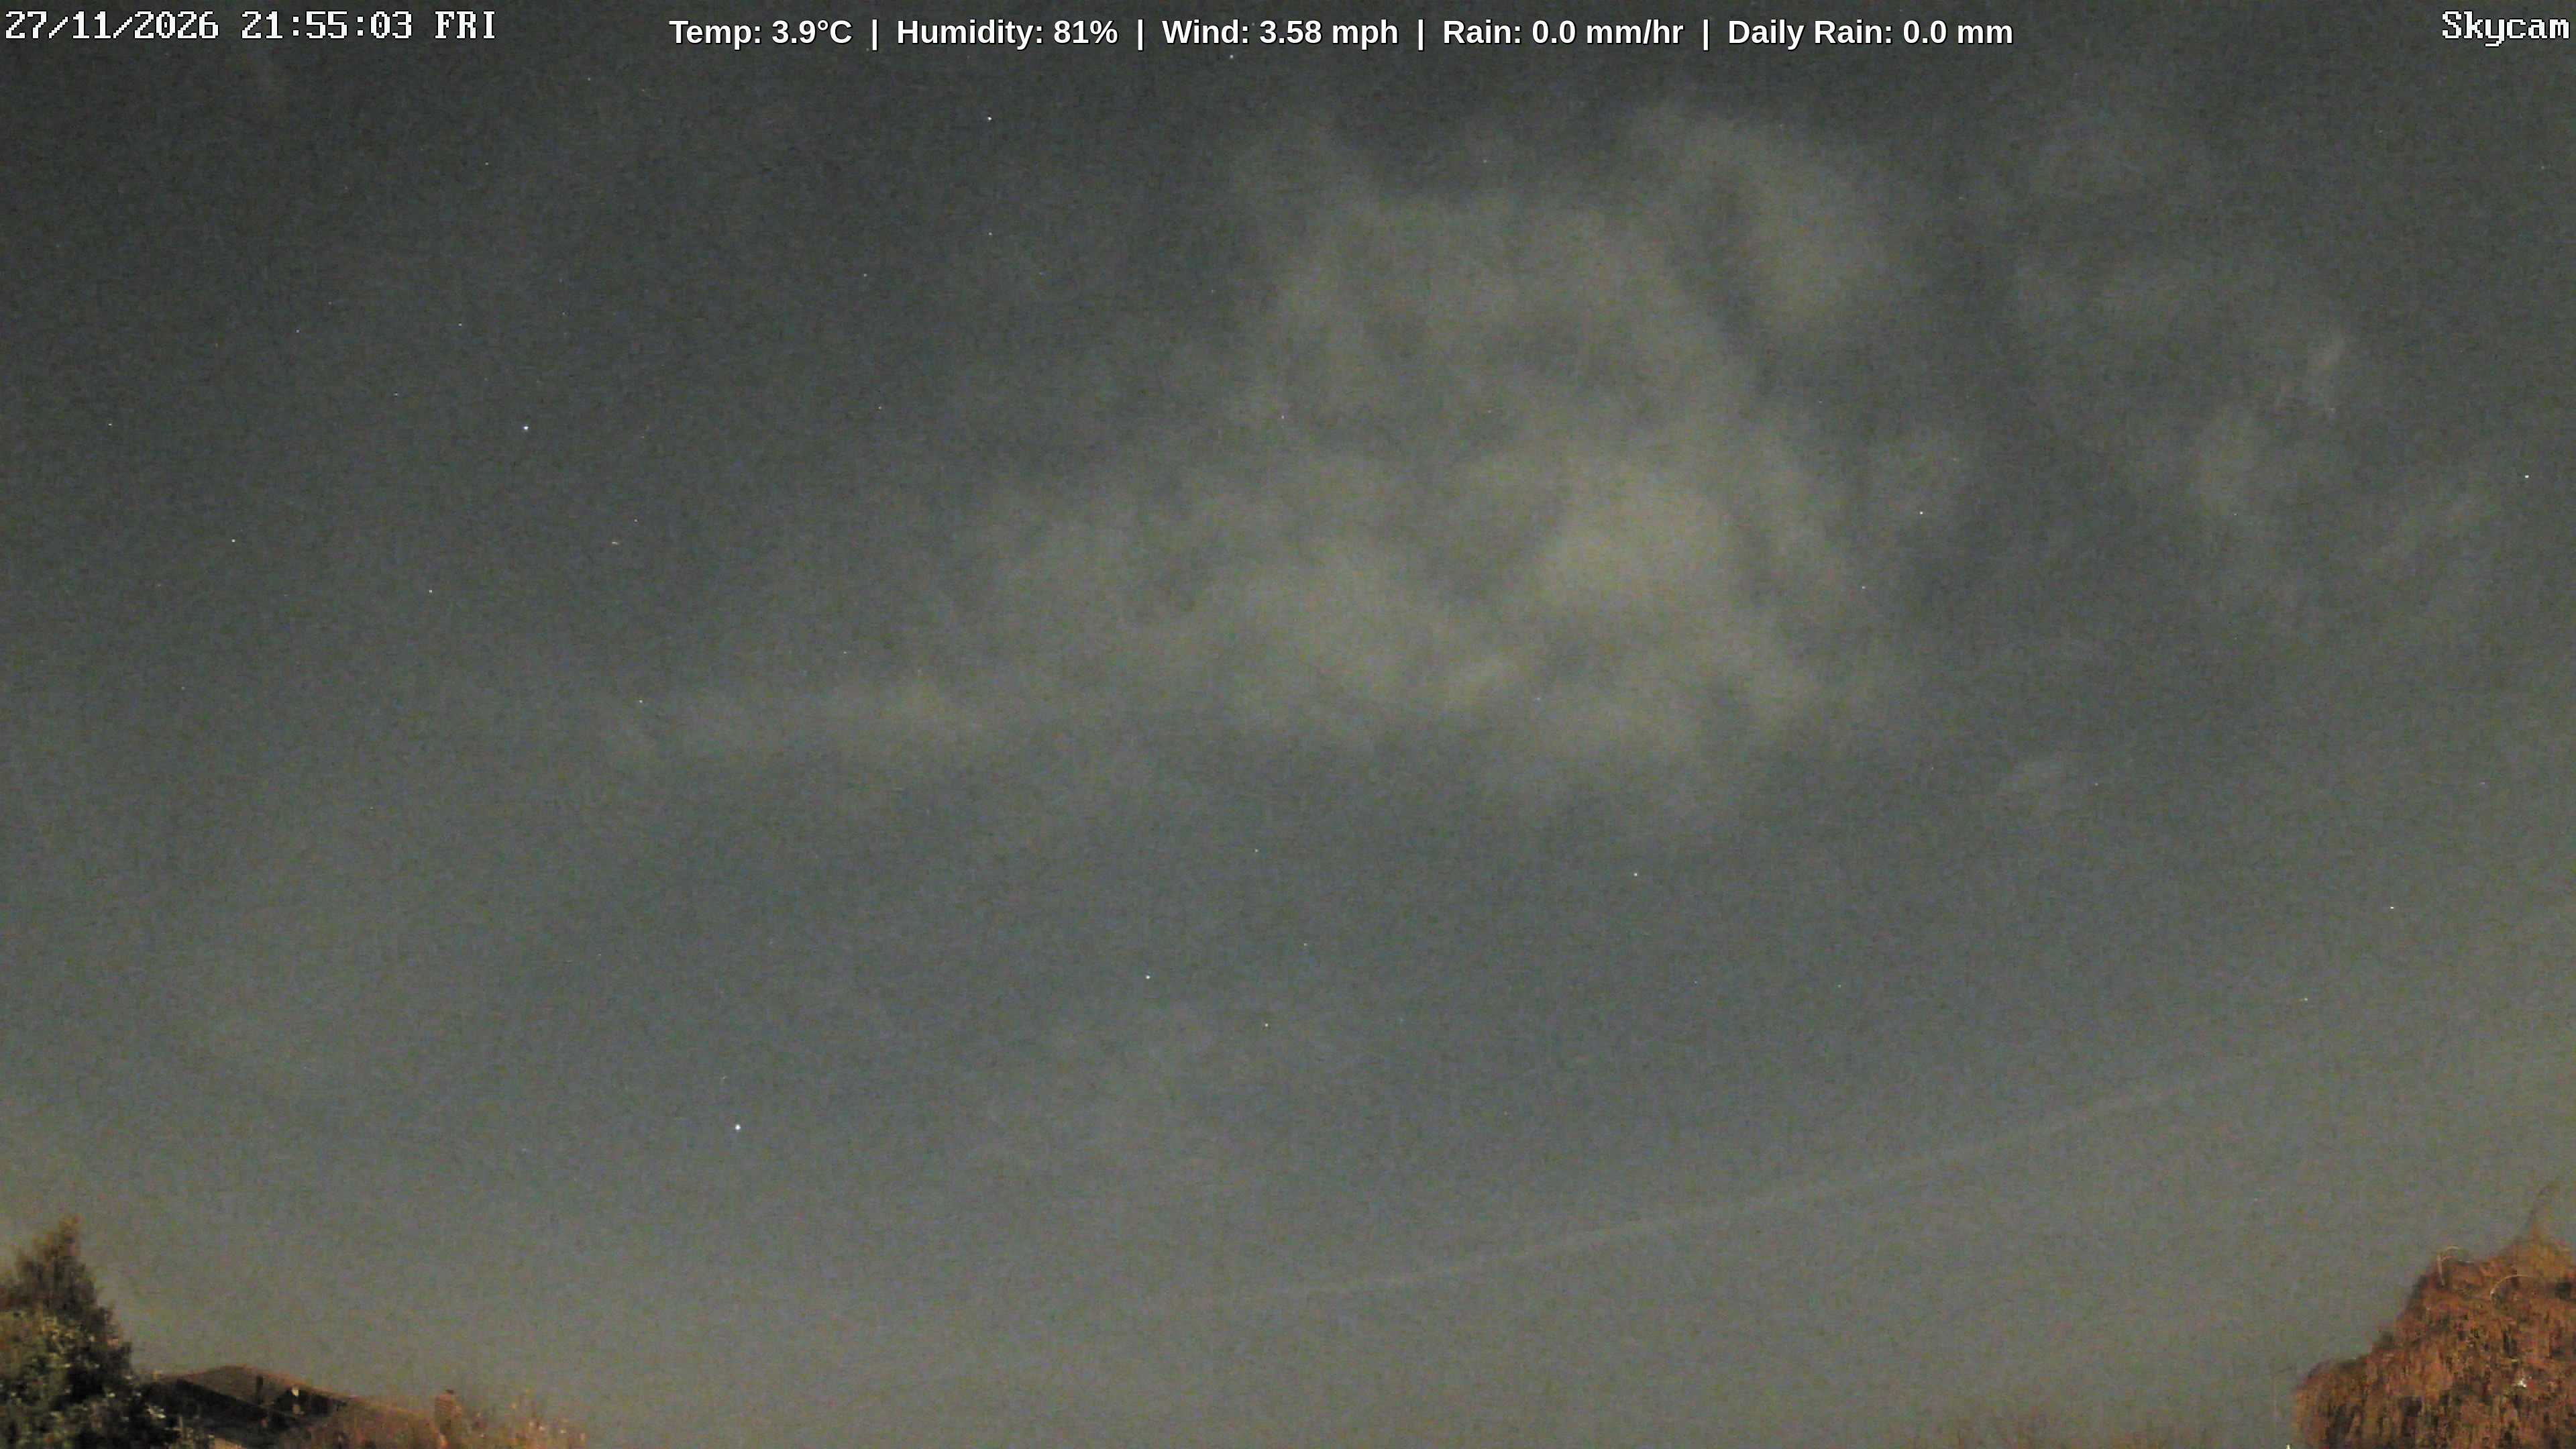 27/11/2026 21:55:03 FRI
Temp: 3.9°C | Humidity: 81% | Wind: 3.58 mph | Rain: 0.0 mm/hr | Daily Rain: 0.0 mm
Skycam